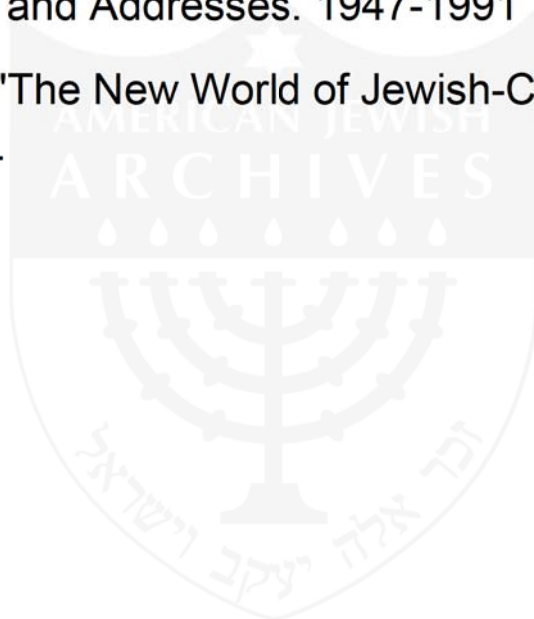 and Addresses. 1947-1991
"The New World of Jewish-C
AMERICAN JEWISH
ARCHIVES
זכר אלה יעקב וישראל